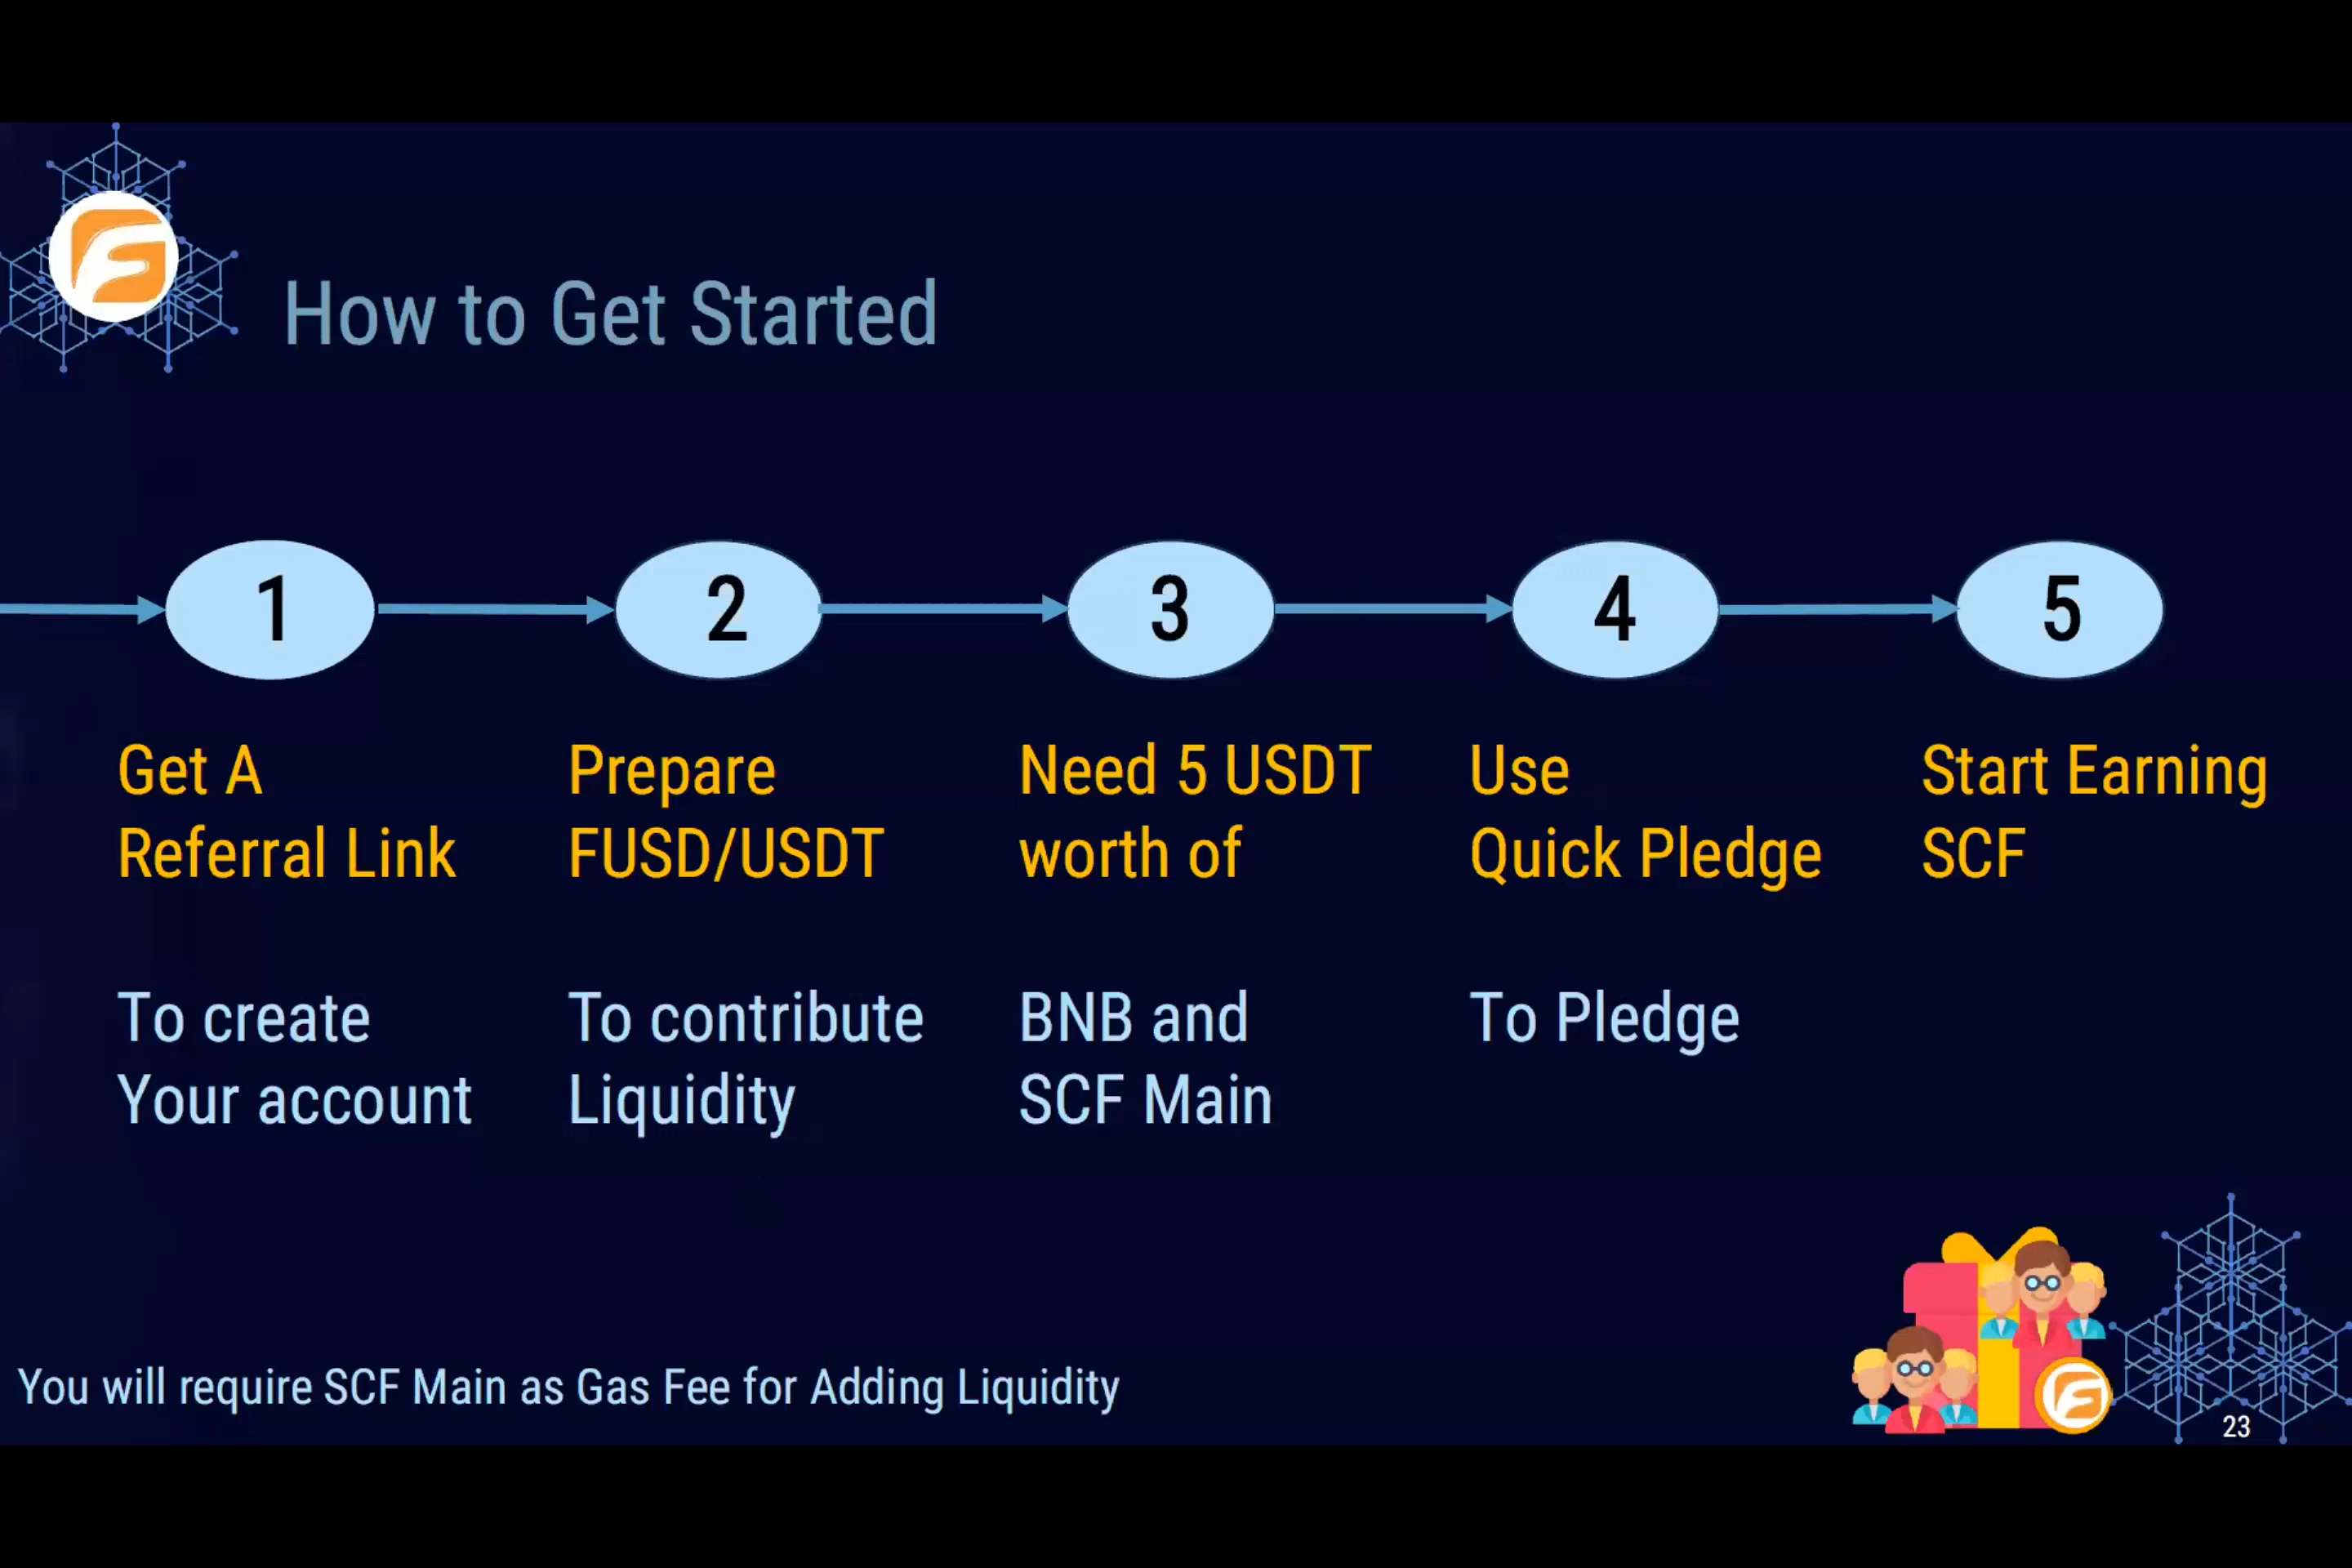 How to Get Started
1
2
3
4
5
Get A
Referral Link
To create
Your account
Prepare
FUSD/USDT
To contribute
Liquidity
Need 5 USDT
worth of
BNB and
SCF Main
Use
Quick Pledge
To Pledge
Start Earning
SCF
You will require SCF Main as Gas Fee for Adding Liquidity
23